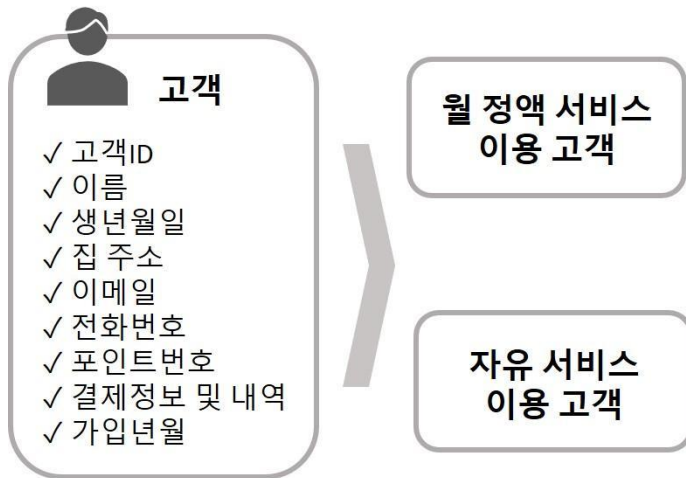 고객
✓ 고객ID
✓ 이름
✓ 생년월일
✓ 집 주소
✓ 이메일
✓ 전화번호
✓ 포인트번호
✓ 결제정보 및 내역
✓ 가입년월
월 정액 서비스
이용 고객
자유 서비스
이용 고객